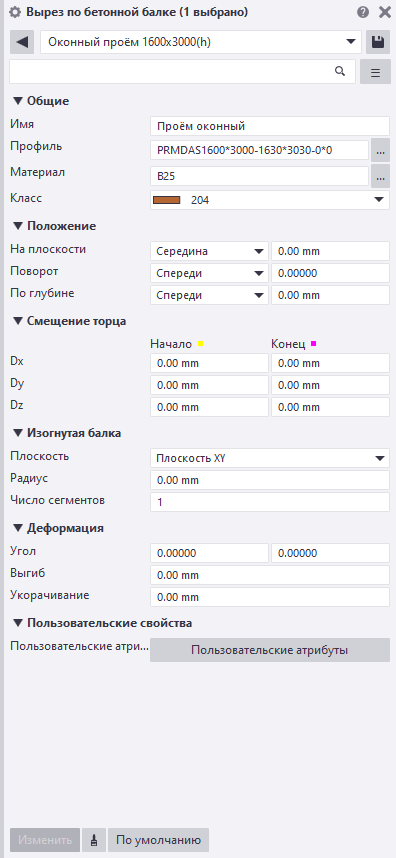 Вырез по бетонной балке (1 выбрано)
Оконный проём 1600x3000(h)
Общие
Имя Проём оконный
Профиль PRMDAS1600*3000-1630*3030-0*0 ...
Материал B25 ...
Класс 204
Положение
На плоскости Середина 0.00 mm
Поворот Спереди 0.00000
По глубине Спереди 0.00 mm
Смещение торца
Начало Конец
Dx 0.00 mm 0.00 mm
Dy 0.00 mm 0.00 mm
Dz 0.00 mm 0.00 mm
Изогнутая балка
Плоскость Плоскость XY
Радиус 0.00 mm
Число сегментов 1
Деформация
Угол 0.00000 0.00000
Выгиб 0.00 mm
Укорачивание 0.00 mm
Пользовательские свойства
Пользовательские атри... Пользовательские атрибуты
Изменить По умолчанию